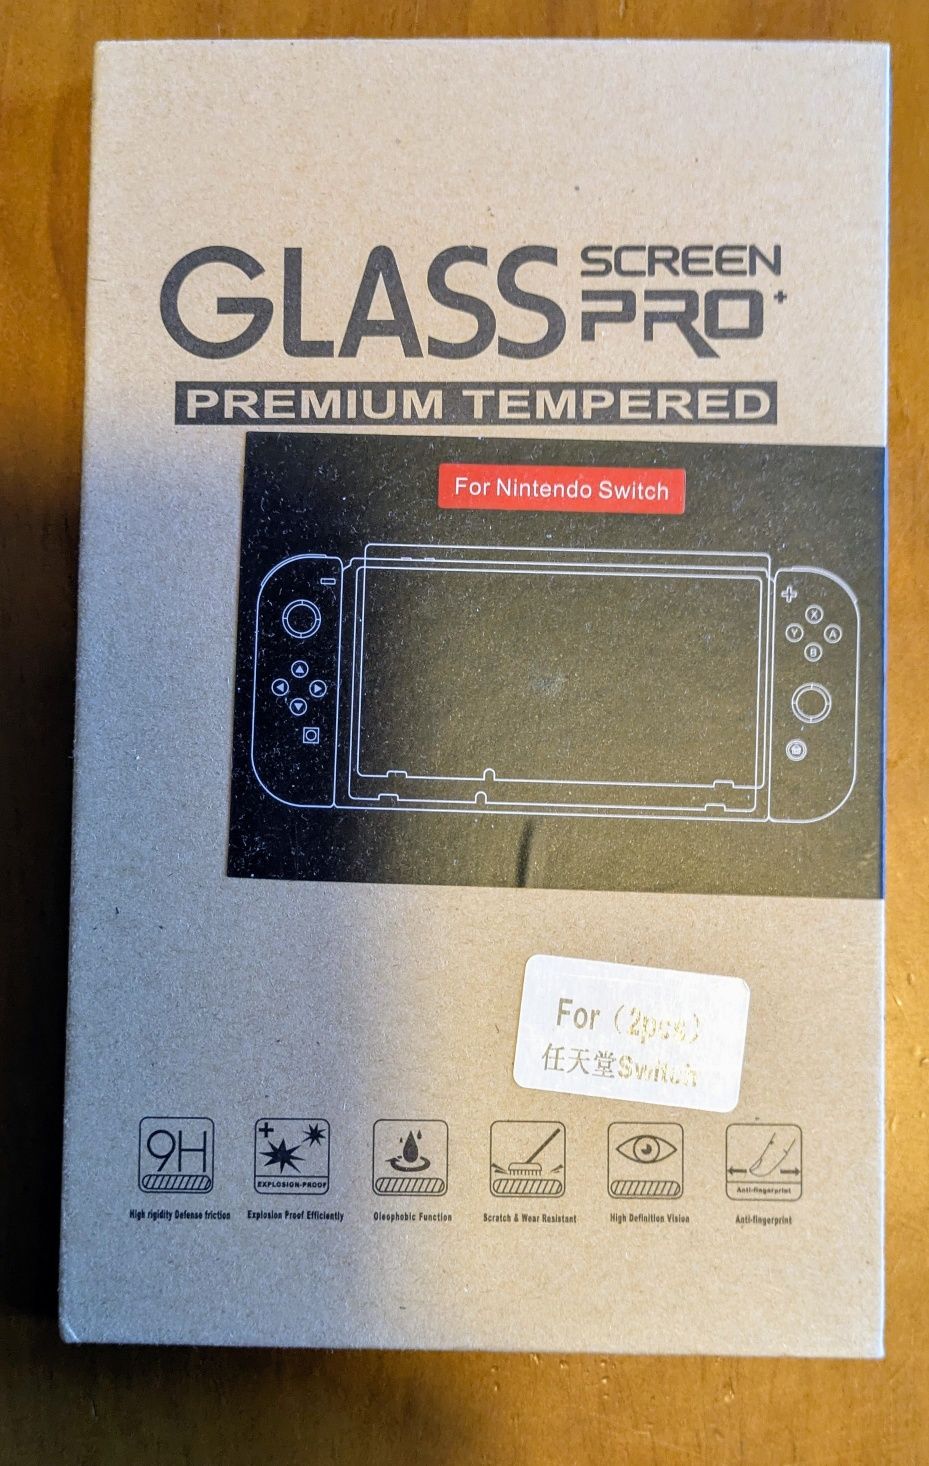 GLASS SCREEN
PRO+
PREMIUM TEMPERED
For Nintendo Switch
X
Y A
B
For (2pcs)
任天堂Switch
9H
EXPLOSION-PROOF
Anti-fingerprint
High rigidity Defense friction
Explosion Proof Efficiently
Oleophobic Function
Scratch & Wear Resistant
High Definition Vision
Anti-fingerprint